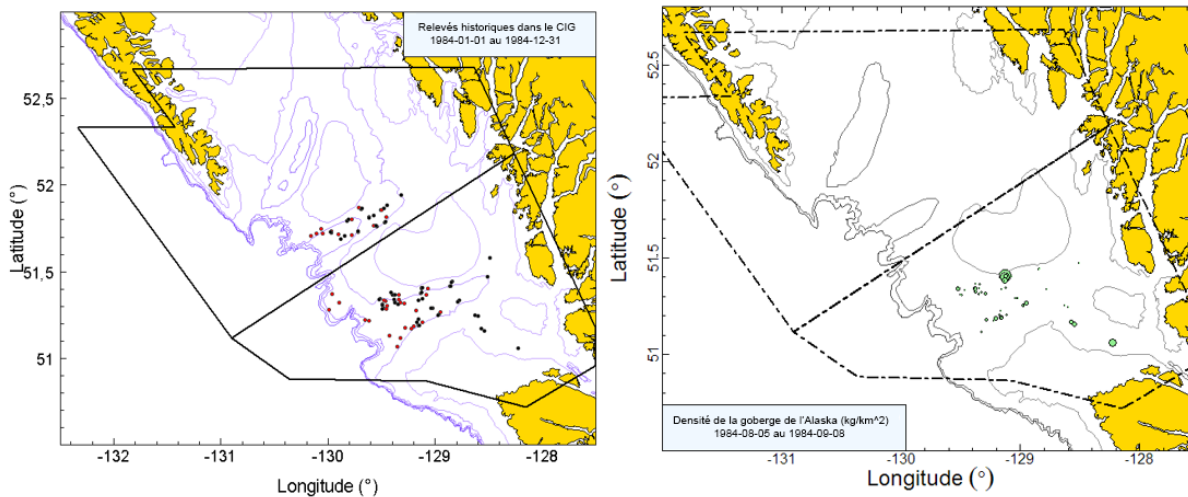 Relevés historiques dans le CIG
1984-01-01 au 1984-12-31
52.5
52
51.5
51
Latitude (°)
-132
-131
-130
-129
-128
Longitude (°)
52.5
52
51.5
51
Latitude (°)
Densité de la goberge de l'Alaska (kg/km^2)
1984-08-05 au 1984-09-08
-131
-130
-129
-128
Longitude (°)